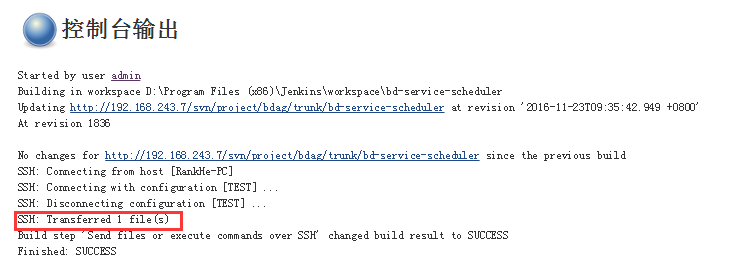 控制台输出
Started by user admin
Building in workspace D:\Program Files (x86)\Jenkins\workspace\bd-service-scheduler
Updating http://192.168.243.7/svn/project/bdag/trunk/bd-service-scheduler at revision '2016-11-23T09:35:42.949 +0800'
At revision 1836
No changes for http://192.168.243.7/svn/project/bdag/trunk/bd-service-scheduler since the previous build
SSH: Connecting from host [RankHe-PC]
SSH: Connecting with configuration [TEST] ...
SSH: Disconnecting configuration [TEST] ...
SSH: Transferred 1 file(s)
Build step 'Send files or execute commands over SSH' changed build result to SUCCESS
Finished: SUCCESS